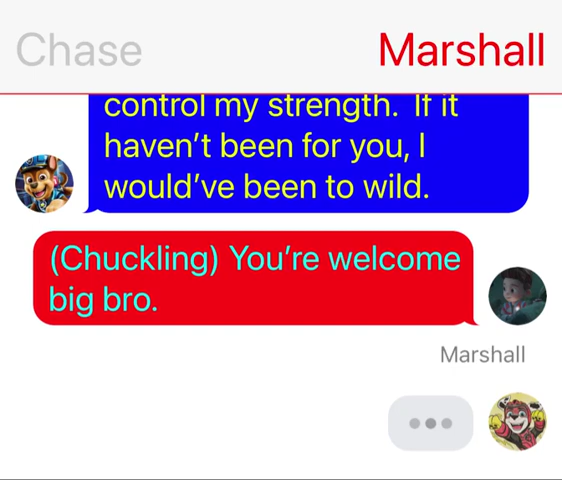 Chase
Marshall
control my strength. If it
haven't been for you, I
would've been to wild.
(Chuckling) You're welcome
big bro.
Marshall